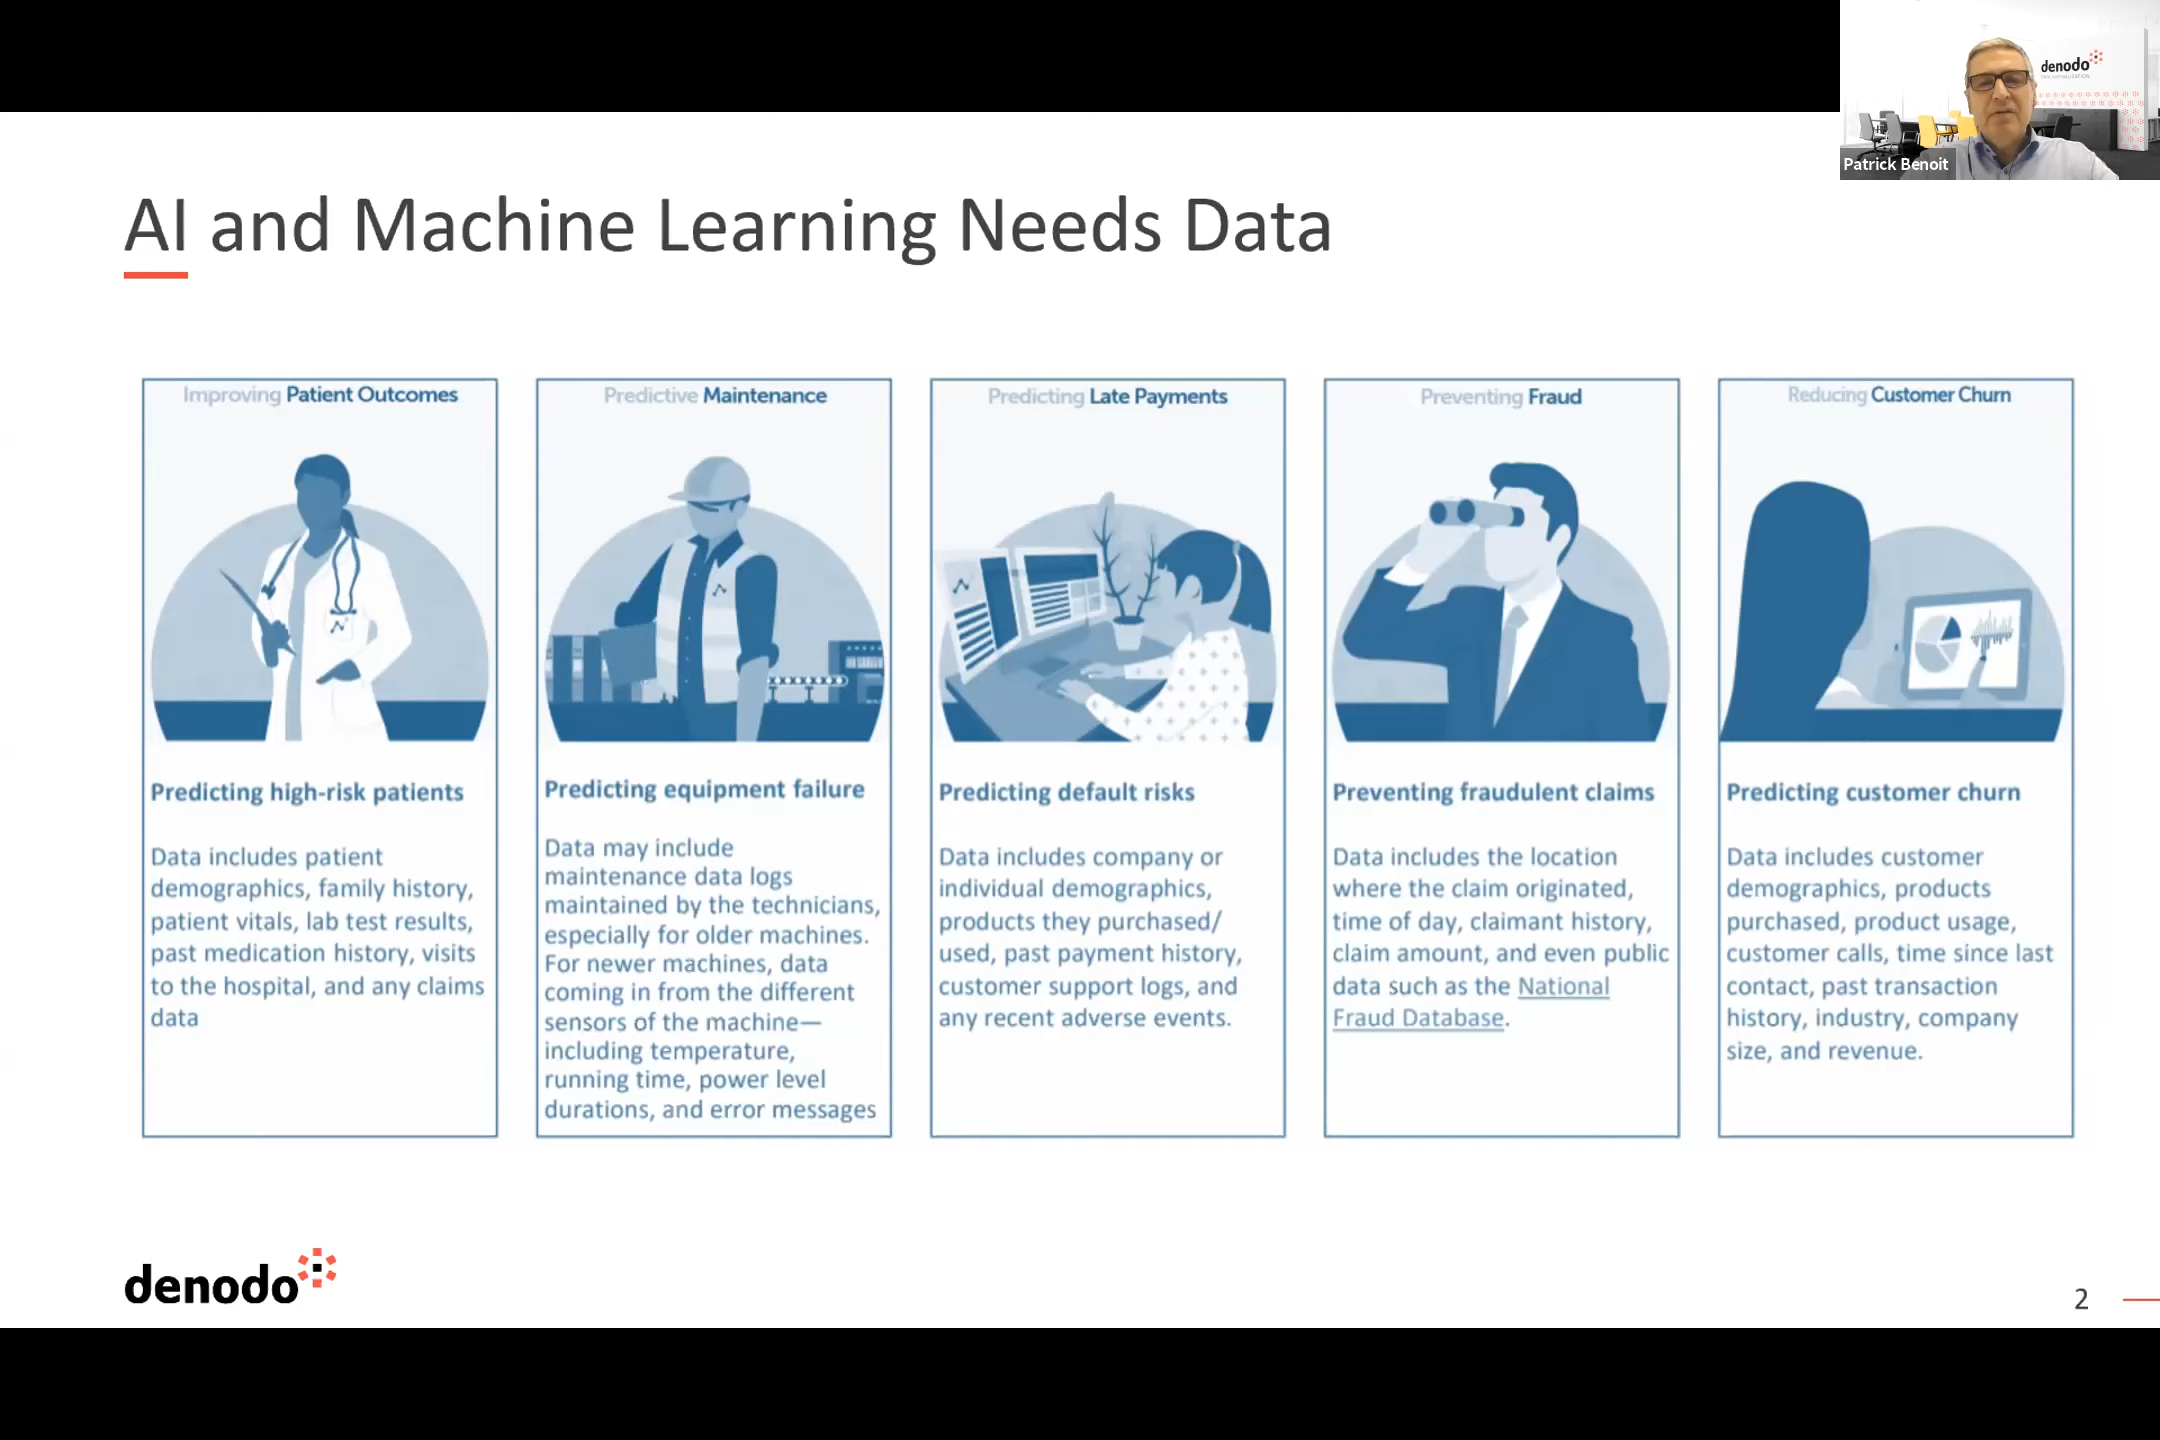 denodo
Patrick Benoit
AI and Machine Learning Needs Data
Improving Patient Outcomes
Predicting high-risk patients
Data includes patient
demographics, family history,
patient vitals, lab test results,
past medication history, visits
to the hospital, and any claims
data
Predictive Maintenance
Predicting equipment failure
Data may include
maintenance data logs
maintained by the technicians,
especially for older machines.
For newer machines, data
coming in from the different
sensors of the machine—
including temperature,
running time, power level
durations, and error messages
Predicting Late Payments
Predicting default risks
Data includes company or
individual demographics,
products they purchased/
used, past payment history,
customer support logs, and
any recent adverse events.
Preventing Fraud
Preventing fraudulent claims
Data includes the location
where the claim originated,
time of day, claimant history,
claim amount, and even public
data such as the National
Fraud Database.
Reducing Customer Churn
Predicting customer churn
Data includes customer
demographics, products
purchased, product usage,
customer calls, time since last
contact, past transaction
history, industry, company
size, and revenue.
denodo
2